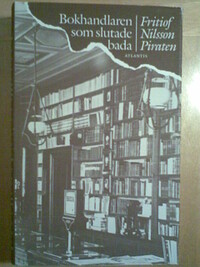 Bokhandlaren
som slutade
bada
Fritiof
Nilsson
Piraten
ATLANTIS